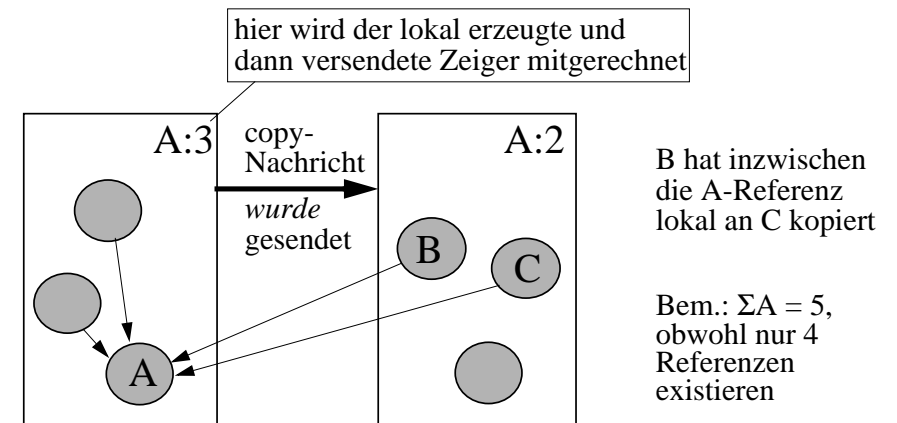 hier wird der lokal erzeugte und
dann versendete Zeiger mitgerechnet
A:3
copy-
Nachricht
wurde
gesendet
A:2
B
C
A
B hat inzwischen
die A-Referenz
lokal an C kopiert
Bem.: ΣA = 5,
obwohl nur 4
Referenzen
existieren